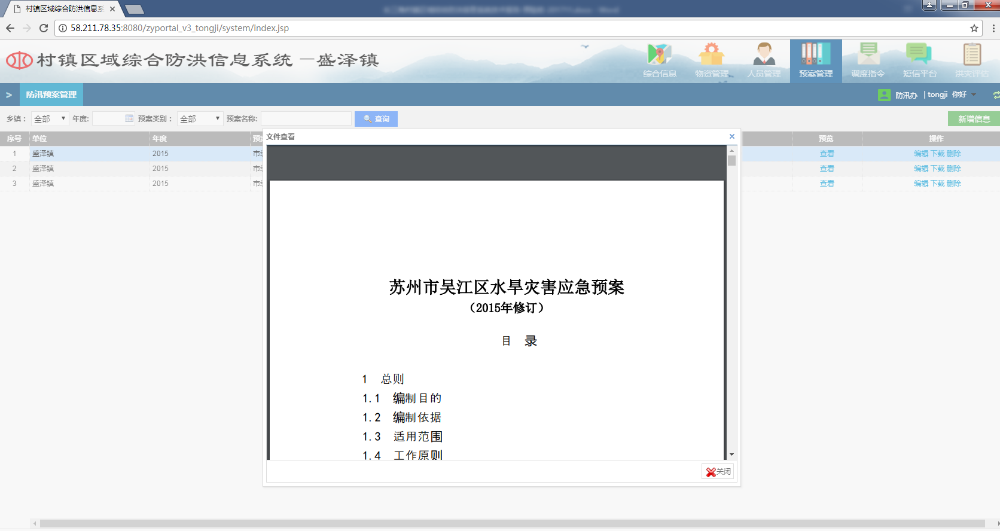 村镇区域综合防洪信息系
58.211.78.35:8080/zyportal_v3_tongji/system/index.jsp
村镇区域综合防洪信息系统 —盛泽镇
综合信息 物资管理 人员管理 预案管理 调度指令 短信平台 洪灾评估
> 防汛预案管理 防汛办 | tongji 你好
乡镇： 全部 年度: 预案类别： 全部 预案名称: 查询 新增信息
序号 单位 年度 预 预览 操作
1 盛泽镇 2015 市 查看 编辑 下载 删除
2 盛泽镇 2015 市 查看 编辑 下载 删除
3 盛泽镇 2015 市 查看 编辑 下载 删除
文件查看
苏州市吴江区水旱灾害应急预案
（2015年修订）
目 录
1 总则
1.1 编制目的
1.2 编制依据
1.3 适用范围
1.4 工作原则
关闭